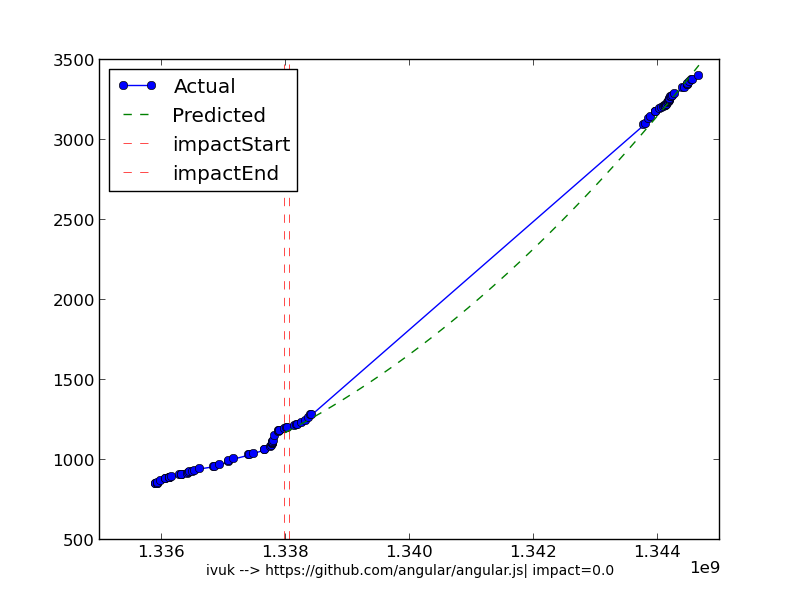 3500
3000
2500
2000
1500
1000
500
Actual
Predicted
impactStart
impactEnd
1.336 1.338 1.340 1.342 1.344
1e9
ivuk --> https://github.com/angular/angular.js| impact=0.0